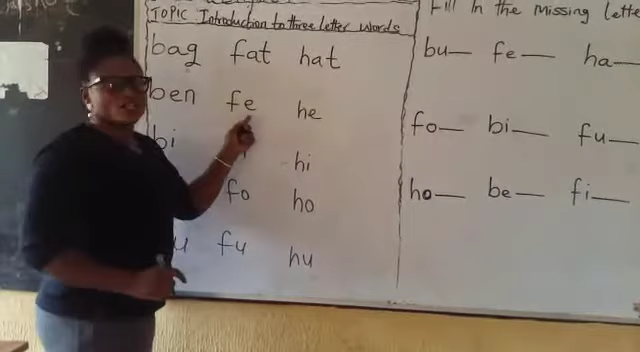 TOPIC Introduction to three letter words
bag fat hat
ben fe he
bi hi
fo ho
fu hu
Fill In the missing lette
bu— fe— ha—
fo— bi— fu—
ho— be— fi—